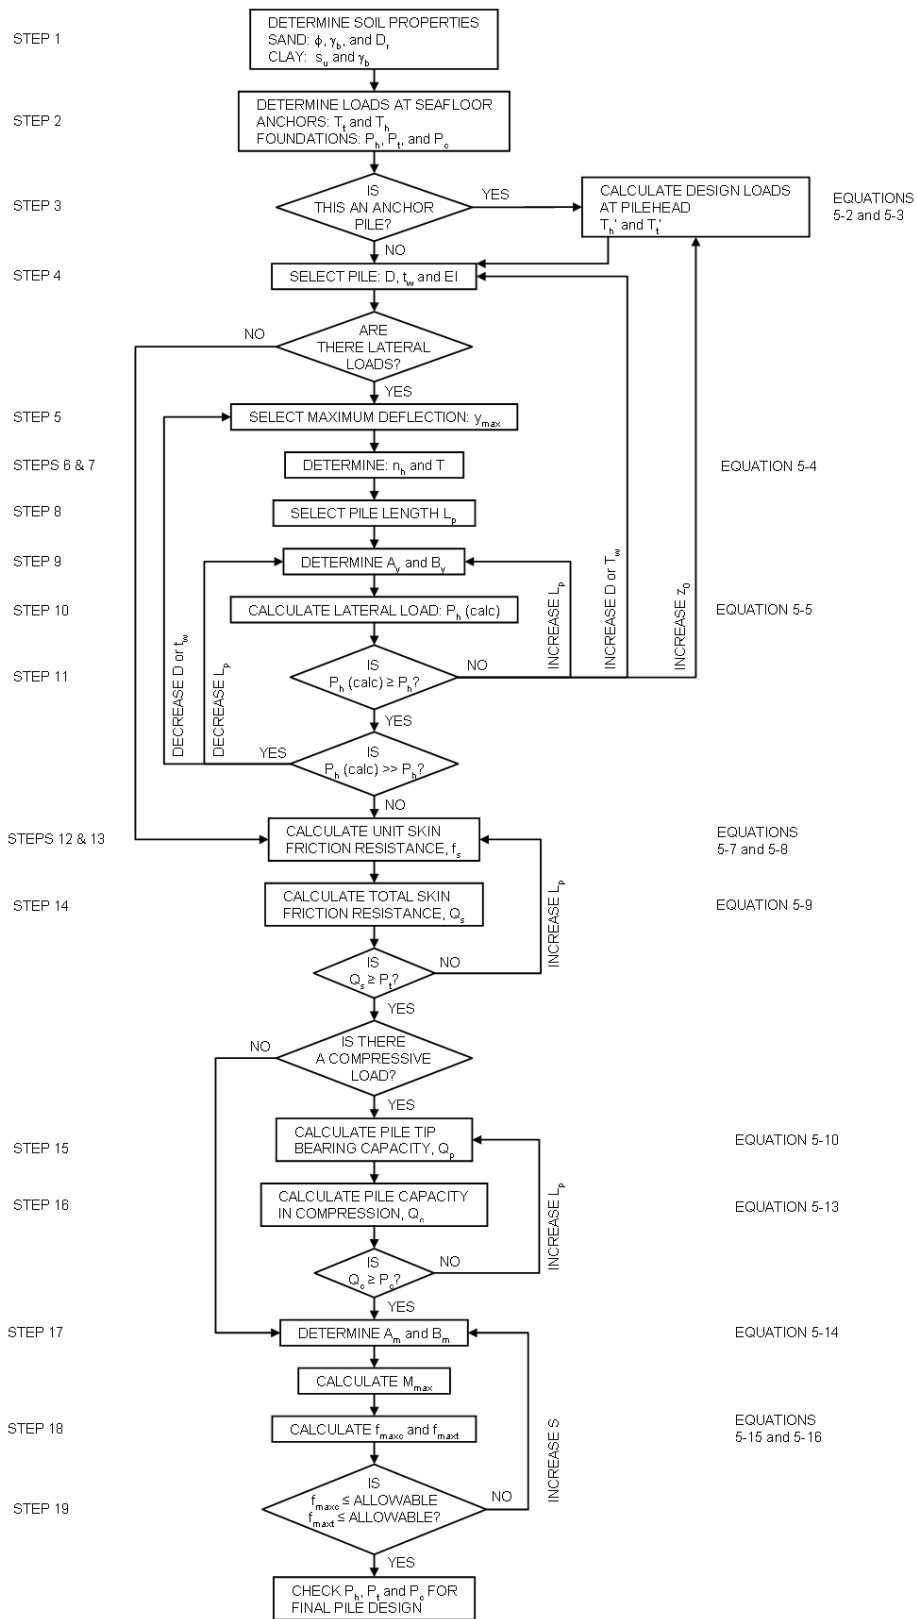 STEP 1
DETERMINE SOIL PROPERTIES
SAND: ϕ, γb, and Dr
CLAY: su and γb
STEP 2
DETERMINE LOADS AT SEAFLOOR
ANCHORS: Tt and Th
FOUNDATIONS: Ph, Pt, and Pc
STEP 3
IS
THIS AN ANCHOR
PILE?
YES
NO
CALCULATE DESIGN LOADS
AT PILEHEAD
Th' and Tt'
EQUATIONS
5-2 and 5-3
STEP 4
SELECT PILE: D, tw and EI
ARE
THERE LATERAL
LOADS?
NO
YES
STEP 5
SELECT MAXIMUM DEFLECTION: ymax
STEPS 6 & 7
DETERMINE: nh and T
EQUATION 5-4
STEP 8
SELECT PILE LENGTH Lp
STEP 9
DETERMINE Ay and By
STEP 10
CALCULATE LATERAL LOAD: Ph (calc)
EQUATION 5-5
STEP 11
IS
Ph (calc) ≥ Ph?
NO
INCREASE Lp
INCREASE D or Tw
INCREASE z0
YES
IS
Ph (calc) >> Ph?
YES
DECREASE D or tw
DECREASE Lp
NO
STEPS 12 & 13
CALCULATE UNIT SKIN
FRICTION RESISTANCE, fs
EQUATIONS
5-7 and 5-8
STEP 14
CALCULATE TOTAL SKIN
FRICTION RESISTANCE, Qs
EQUATION 5-9
IS
Qs ≥ Pt?
NO
INCREASE Lp
YES
IS THERE
A COMPRESSIVE
LOAD?
NO
YES
STEP 15
CALCULATE PILE TIP
BEARING CAPACITY, Qp
EQUATION 5-10
STEP 16
CALCULATE PILE CAPACITY
IN COMPRESSION, Qc
EQUATION 5-13
IS
Qc ≥ Pc?
NO
INCREASE Lp
YES
STEP 17
DETERMINE Am and Bm
EQUATION 5-14
CALCULATE Mmax
STEP 18
CALCULATE fmaxc and fmaxt
EQUATIONS
5-15 and 5-16
STEP 19
IS
fmaxc ≤ ALLOWABLE
fmaxt ≤ ALLOWABLE?
NO
INCREASE S
YES
CHECK Ph, Pt and Pc FOR
FINAL PILE DESIGN